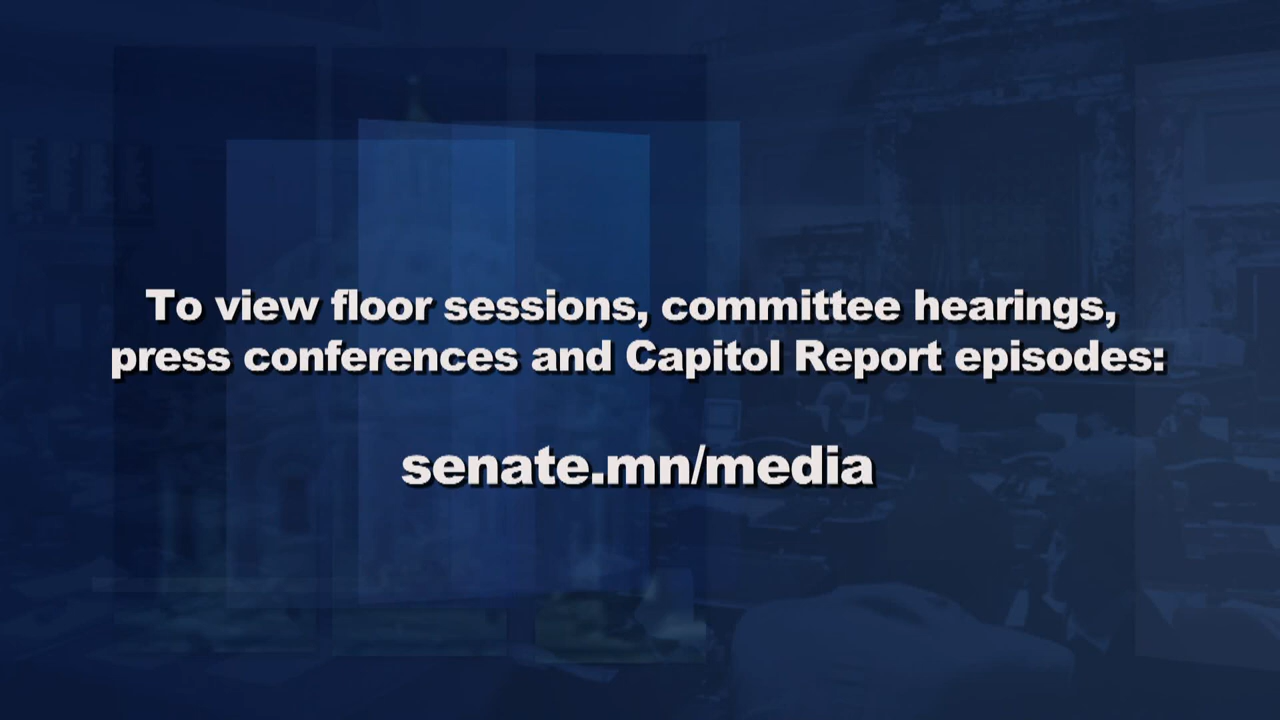 To view floor sessions, committee hearings,
press conferences and Capitol Report episodes:
senate.mn/media